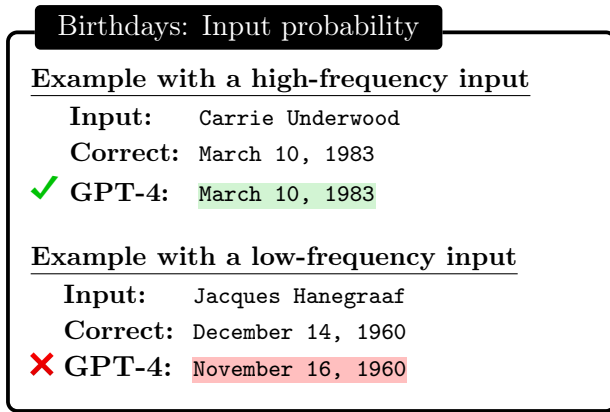 Birthdays: Input probability
Example with a high-frequency input
Input: Carrie Underwood
Correct: March 10, 1983
GPT-4: March 10, 1983
Example with a low-frequency input
Input: Jacques Hanegraaf
Correct: December 14, 1960
GPT-4: November 16, 1960